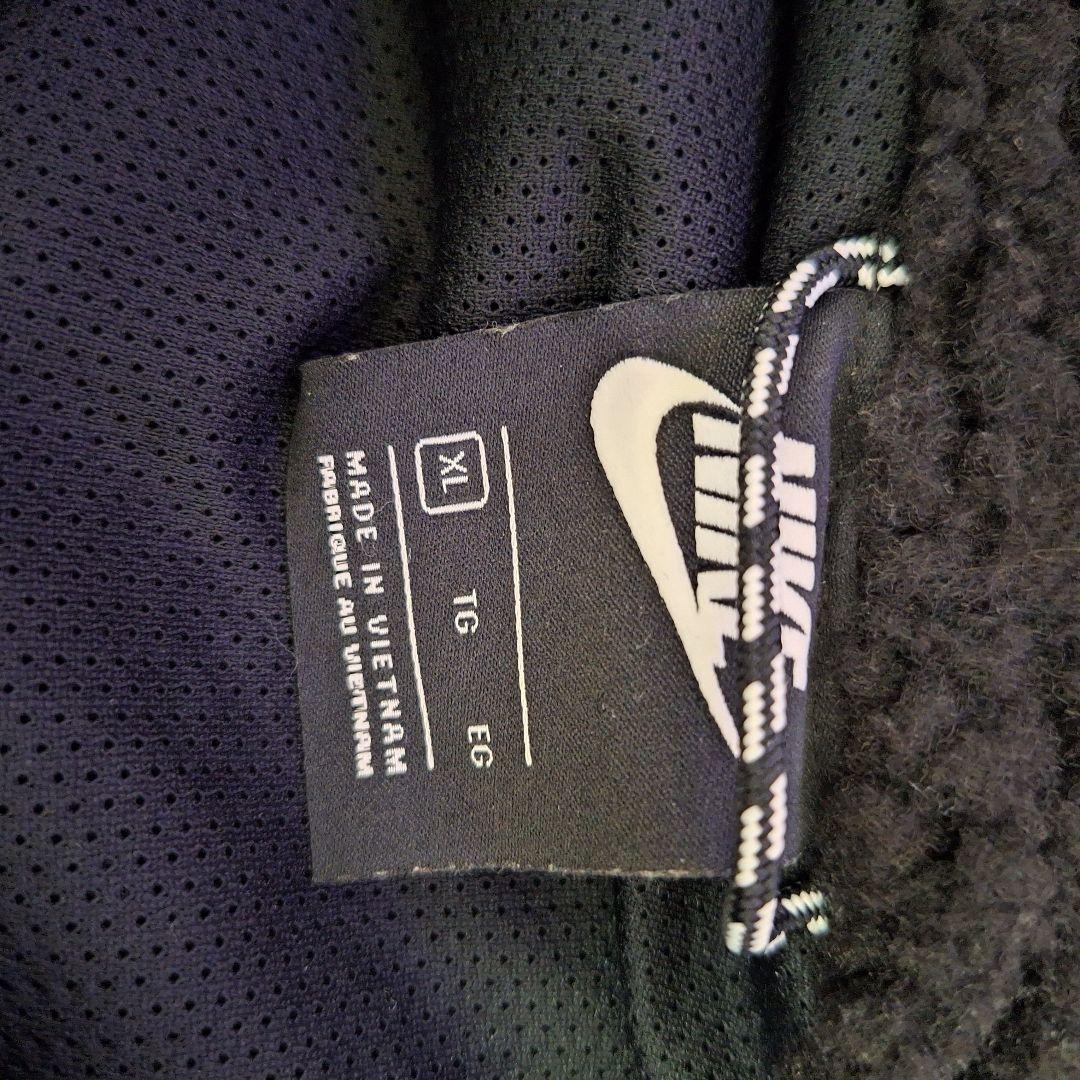 NIKE
XL TG EG
MADE IN VIETNAM
FABRIQUE AU VIETNAM